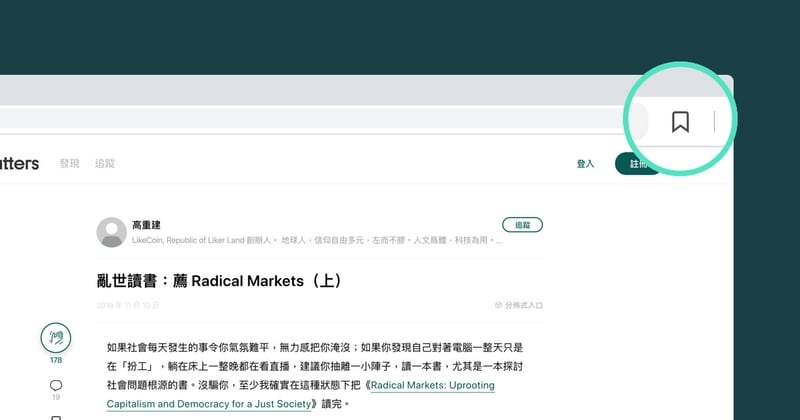 tters
發現 追蹤
登入
註冊
高重建
追蹤
LikeCoin, Republic of Liker Land 創辦人。 地球人,信仰自由多元,左而不膠。人文為體,科技為用。...
亂世讀書:薦 Radical Markets(上)
2019 年 11 月 10 日
分佈式入口
如果社會每天發生的事令你氣氛難平,無力感把你淹沒;如果你發現自己對著電腦一整天只是
在「扮工」,躺在床上一整晚都在看直播,建議你抽離一小陣子,讀一本書,尤其是一本探討
社會問題根源的書。沒騙你,至少我確實在這種狀態下把《Radical Markets: Uprooting
Capitalism and Democracy for a Just Society》讀完。
178
19